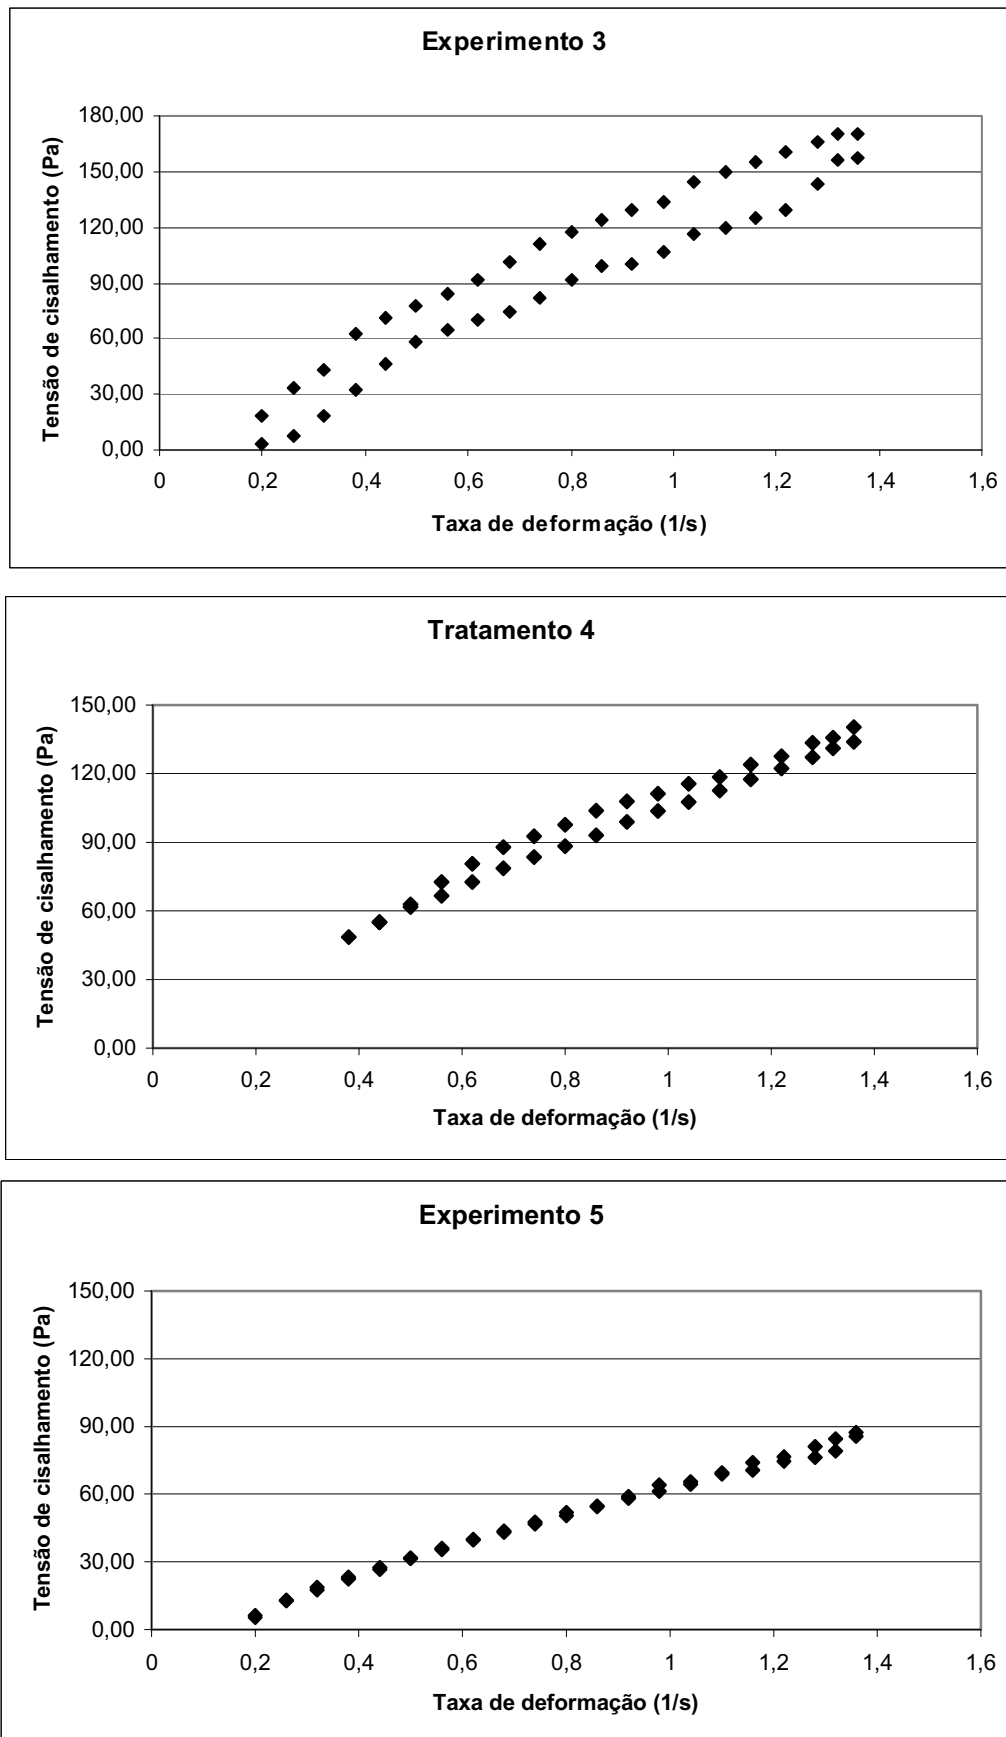 Experimento 3
Tensão de cisalhamento (Pa)
180,00
150,00
120,00
90,00
60,00
30,00
0,00
0 0,2 0,4 0,6 0,8 1 1,2 1,4 1,6
Taxa de deformação (1/s)
Tratamento 4
Tensão de cisalhamento (Pa)
150,00
120,00
90,00
60,00
30,00
0,00
0 0,2 0,4 0,6 0,8 1 1,2 1,4 1,6
Taxa de deformação (1/s)
Experimento 5
Tensão de cisalhamento (Pa)
150,00
120,00
90,00
60,00
30,00
0,00
0 0,2 0,4 0,6 0,8 1 1,2 1,4 1,6
Taxa de deformação (1/s)